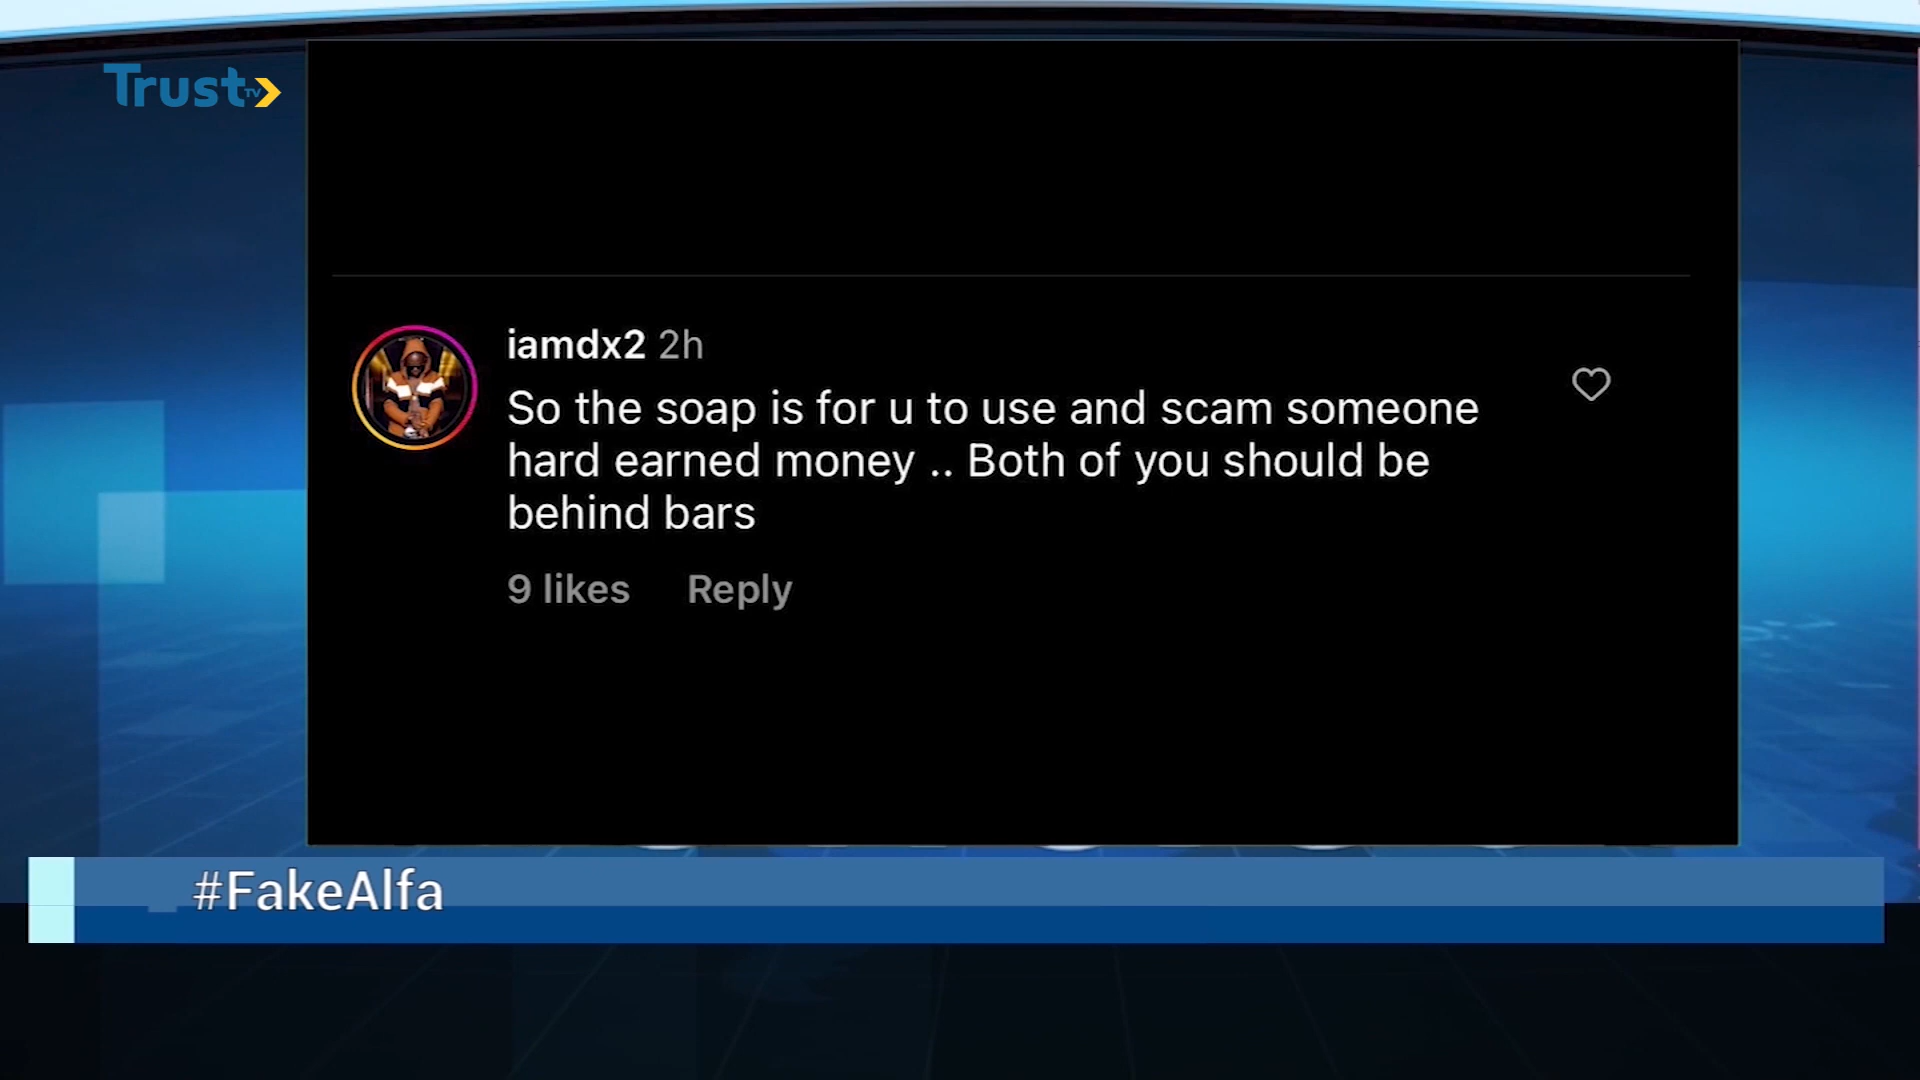 Trust TV
iamdx2 2h
So the soap is for u to use and scam someone
hard earned money .. Both of you should be
behind bars
9 likes Reply
#FakeAlfa